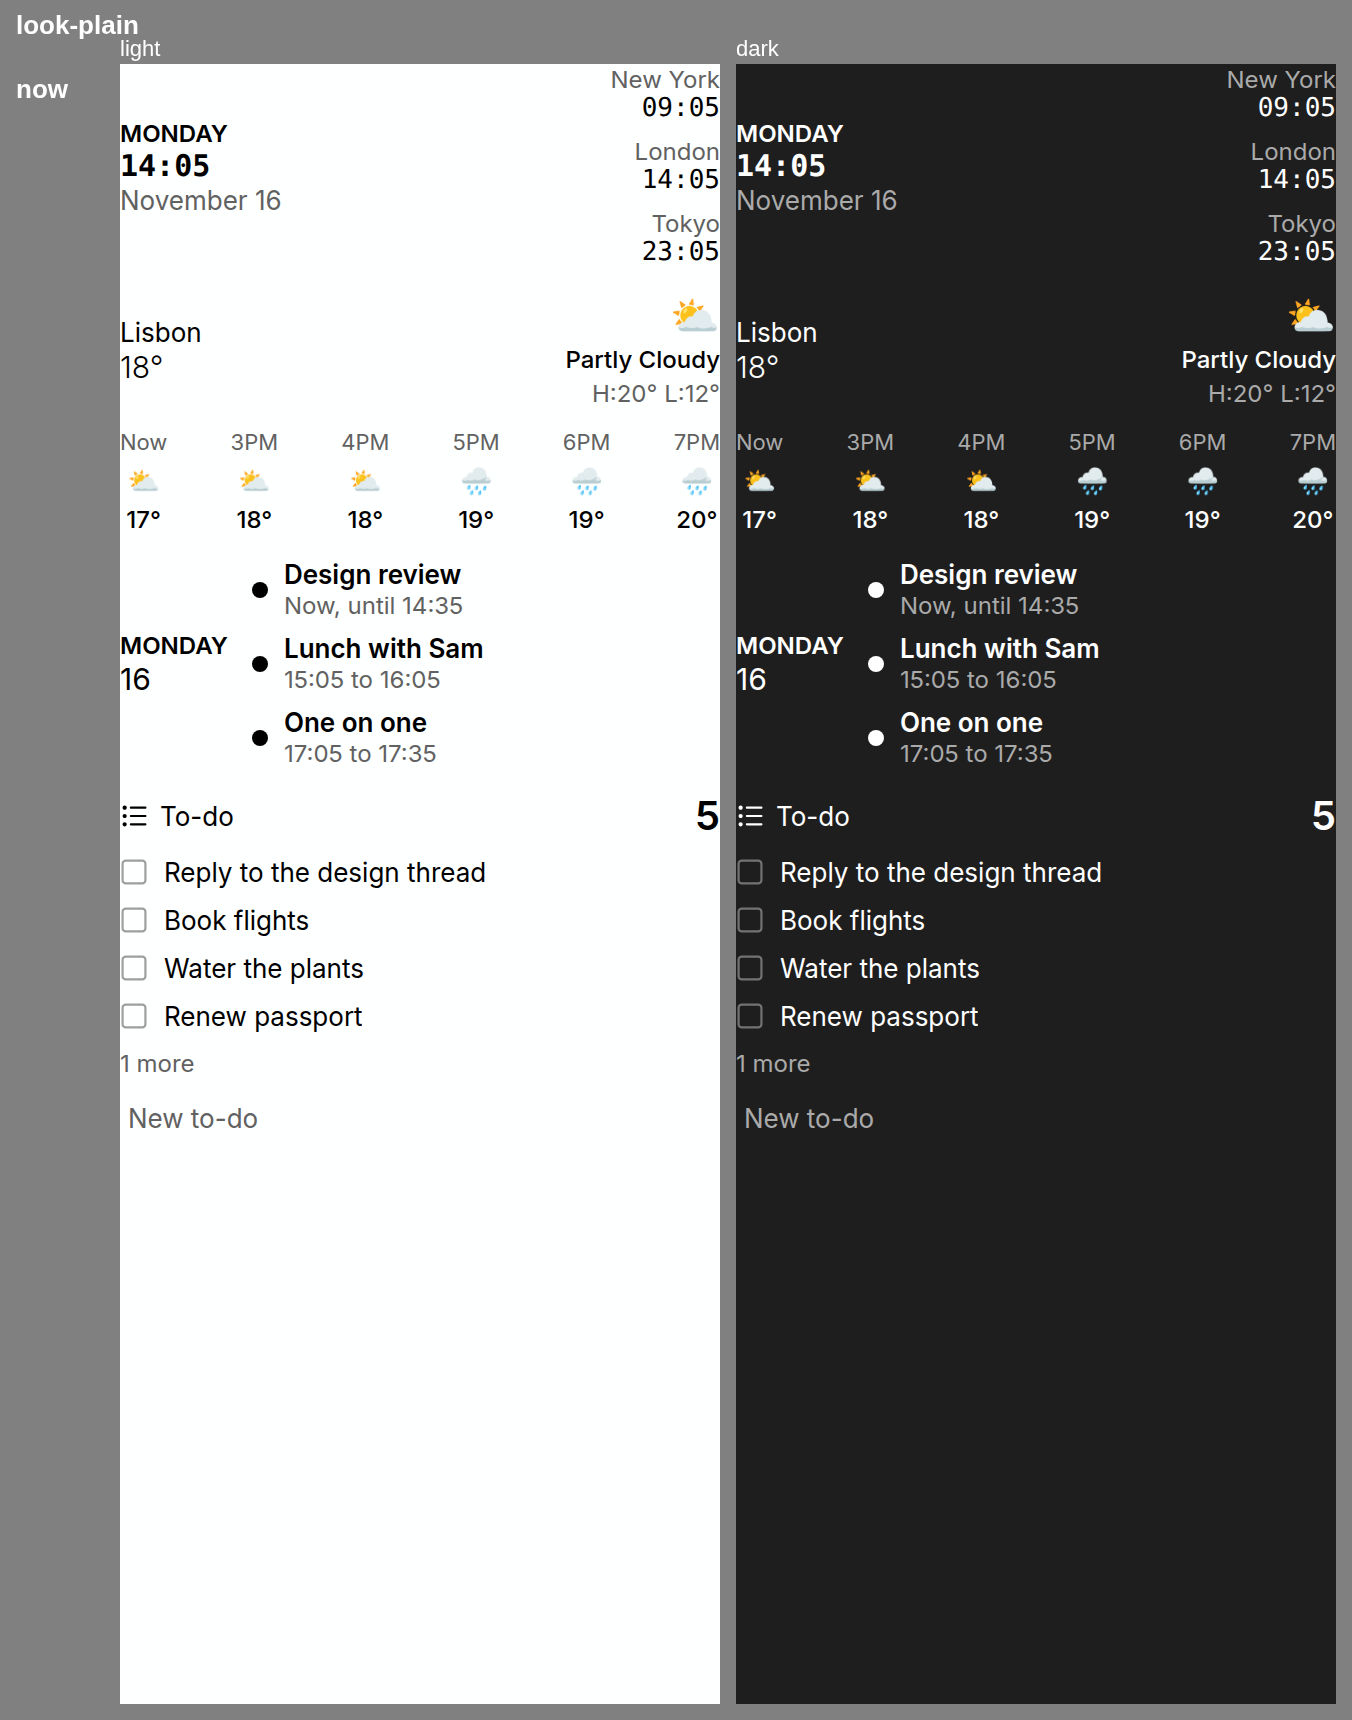 look-plain
light
now
New York
09:05
MONDAY
14:05
November 16
London
14:05
Tokyo
23:05
Lisbon
18°
Partly Cloudy
H:20° L:12°
Now 3PM 4PM 5PM 6PM 7PM
17° 18° 18° 19° 19° 20°
MONDAY
16
Design review
Now, until 14:35
Lunch with Sam
15:05 to 16:05
One on one
17:05 to 17:35
To-do 5
Reply to the design thread
Book flights
Water the plants
Renew passport
1 more
New to-do
dark
New York
09:05
MONDAY
14:05
November 16
London
14:05
Tokyo
23:05
Lisbon
18°
Partly Cloudy
H:20° L:12°
Now 3PM 4PM 5PM 6PM 7PM
17° 18° 18° 19° 19° 20°
MONDAY
16
Design review
Now, until 14:35
Lunch with Sam
15:05 to 16:05
One on one
17:05 to 17:35
To-do 5
Reply to the design thread
Book flights
Water the plants
Renew passport
1 more
New to-do